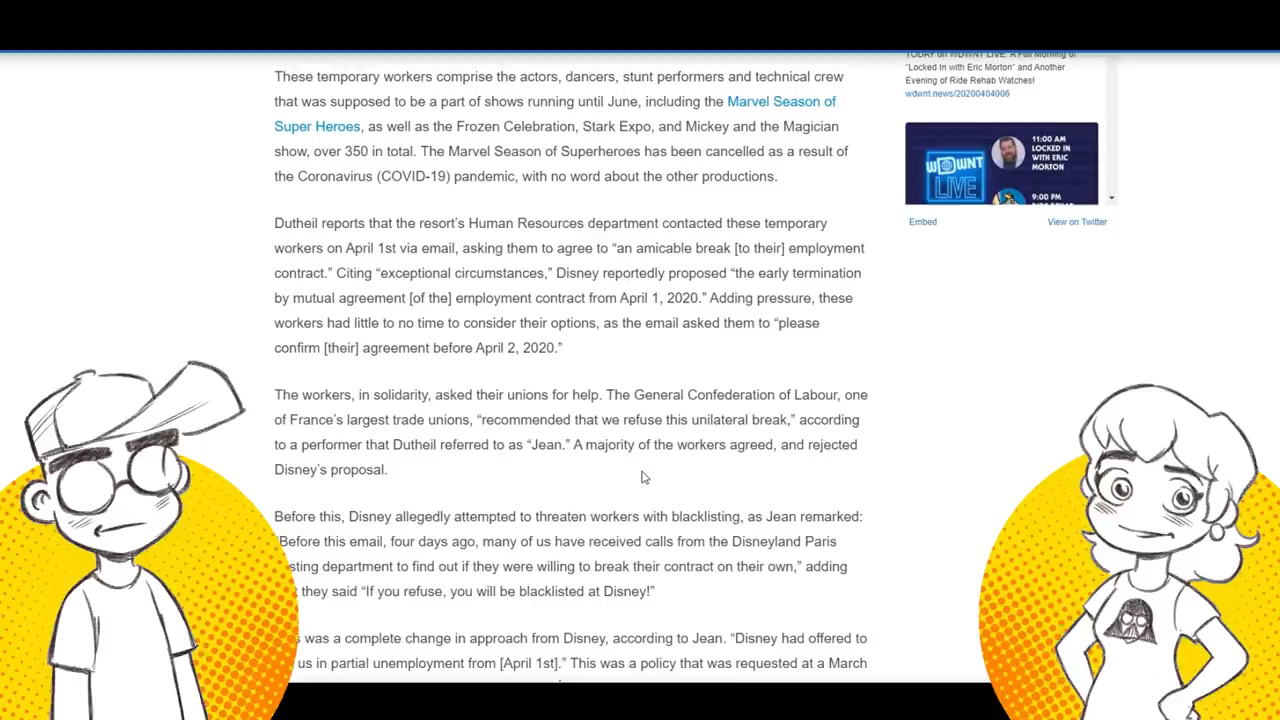 These temporary workers comprise the actors, dancers, stunt performers and technical crew
that was supposed to be a part of shows running until June, including the Marvel Season of
Super Heroes, as well as the Frozen Celebration, Stark Expo, and Mickey and the Magician
show, over 350 in total. The Marvel Season of Superheroes has been cancelled as a result of
the Coronavirus (COVID-19) pandemic, with no word about the other productions.
Dutheil reports that the resort’s Human Resources department contacted these temporary
workers on April 1st via email, asking them to agree to “an amicable break [to their] employment
contract.” Citing “exceptional circumstances,” Disney reportedly proposed “the early termination
by mutual agreement [of the] employment contract from April 1, 2020.” Adding pressure, these
workers had little to no time to consider their options, as the email asked them to “please
confirm [their] agreement before April 2, 2020.”
The workers, in solidarity, asked their unions for help. The General Confederation of Labour, one
of France’s largest trade unions, “recommended that we refuse this unilateral break,” according
to a performer that Dutheil referred to as “Jean.” A majority of the workers agreed, and rejected
Disney’s proposal.
Before this, Disney allegedly attempted to threaten workers with blacklisting, as Jean remarked:
Before this email, four days ago, many of us have received calls from the Disneyland Paris
sting department to find out if they were willing to break their contract on their own,” adding
they said “If you refuse, you will be blacklisted at Disney!”
was a complete change in approach from Disney, according to Jean. “Disney had offered to
us in partial unemployment from [April 1st].” This was a policy that was requested at a March
TODAY on WDWNT LIVE: A Full Morning of
“Locked In with Eric Morton” and Another
Evening of Ride Rehab Watches!
wdwnt.news/20200404006
WDWNT
LIVE
11:00 AM
LOCKED IN
WITH ERIC
MORTON
9:00 PM
Embed
View on Twitter